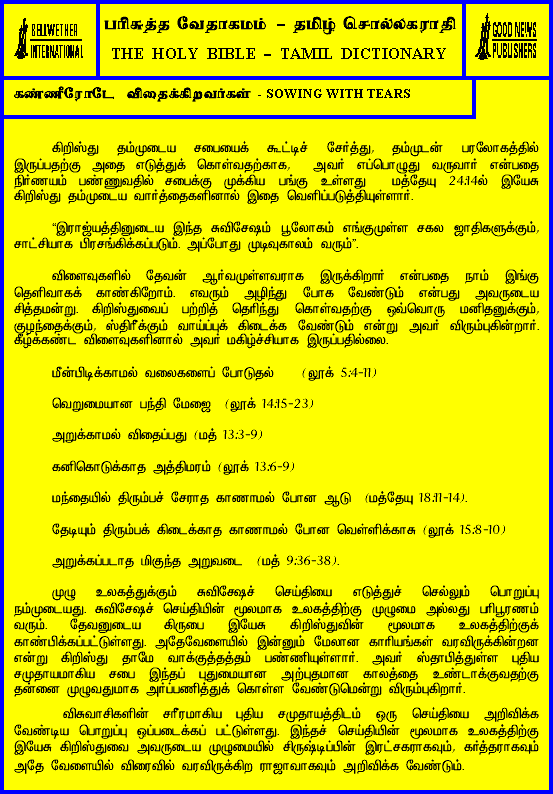 BELLWETHER
INTERNATIONAL
பரிசுத்த வேதாகமம் – தமிழ் சொல்லகராதி
THE HOLY BIBLE – TAMIL DICTIONARY
GOOD NEWS
PUBLISHERS
கண்ணீரோடே விதைக்கிறவர்கள் - SOWING WITH TEARS
கிறிஸ்து தம்முடைய சபையைக் கூட்டிச் சேர்த்து, தம்முடன் பரலோகத்தில்
இருப்பதற்கு அதை எடுத்துக் கொள்வதற்காக, அவர் எப்பொழுது வருவார் என்பதை
நிர்ணயம் பண்ணுவதில் சபைக்கு முக்கிய பங்கு உள்ளது மத்தேயு 24:14ல் இயேசு
கிறிஸ்து தம்முடைய வார்த்தைகளினால் இதை வெளிப்படுத்தியுள்ளார்.
“இராஜ்யத்தினுடைய இந்த சுவிசேஷம் பூலோகம் எங்குமுள்ள சகல ஜாதிகளுக்கும்,
சாட்சியாக பிரசங்கிக்கப்படும். அப்போது முடிவுகாலம் வரும்”.
விளைவுகளில் தேவன் ஆர்வமுள்ளவராக இருக்கிறார் என்பதை நாம் இங்கு
தெளிவாகக் காண்கிறோம். எவரும் அழிந்து போக வேண்டும் என்பது அவருடைய
சித்தமன்று. கிறிஸ்துவைப் பற்றித் தெரிந்து கொள்வதற்கு ஒவ்வொரு மனிதனுக்கும்,
குழந்தைக்கும், ஸ்திரீக்கும் வாய்ப்புக் கிடைக்க வேண்டும் என்று அவர் விரும்புகின்றார்.
கீழ்க்கண்ட விளைவுகளினால் அவர் மகிழ்ச்சியாக இருப்பதில்லை.
மீன்பிடிக்காமல் வலைகளைப் போடுதல் (லூக் 5:4-11)
வெறுமையான பந்தி மேஜை (லூக் 14:15-23)
அறுக்காமல் விதைப்பது (மத் 13:3-9)
கனிகொடுக்காத அத்திமரம் (லூக் 13:6-9)
மந்தையில் திரும்பச் சேராத காணாமல் போன ஆடு (மத்தேயு 18:11-14).
தேடியும் திரும்பக் கிடைக்காத காணாமல் போன வெள்ளிக்காசு (லூக் 15:8-10)
அறுக்கப்படாத மிகுந்த அறுவடை (மத் 9:36-38).
முழு உலகத்துக்கும் சுவிசேஷச் செய்தியை எடுத்துச் செல்லும் பொறுப்பு
நம்முடையது. சுவிசேஷச் செய்தியின் மூலமாக உலகத்திற்கு முழுமை அல்லது பரிபூரணம்
வரும். தேவனுடைய கிருபை இயேசு கிறிஸ்துவின் மூலமாக உலகத்திற்குக்
காண்பிக்கப்பட்டுள்ளது. அதேவேளையில் இன்னும் மேலான காரியங்கள் வரவிருக்கின்றன
என்று கிறிஸ்து தாமே வாக்குத்தத்தம் பண்ணியுள்ளார். அவர் ஸ்தாபித்துள்ள புதிய
சமுதாயமாகிய சபை இந்தப் புதுமையான அற்புதமான காலத்தை உண்டாக்குவதற்கு
தன்னை முழுவதுமாக அர்ப்பணித்துக் கொள்ள வேண்டுமென்று விரும்புகிறார்.
விசுவாசிகளின் சரீரமாகிய புதிய சமுதாயத்திடம் ஒரு செய்தியை அறிவிக்க
வேண்டிய பொறுப்பு ஒப்படைக்கப் பட்டுள்ளது. இந்தச் செய்தியின் மூலமாக உலகத்திற்கு
இயேசு கிறிஸ்துவை அவருடைய முழுமையில் சிருஷ்டிப்பின் இரட்சகராகவும், கர்த்தராகவும்
அதே வேளையில் விரைவில் வரவிருக்கிற ராஜாவாகவும் அறிவிக்க வேண்டும்.